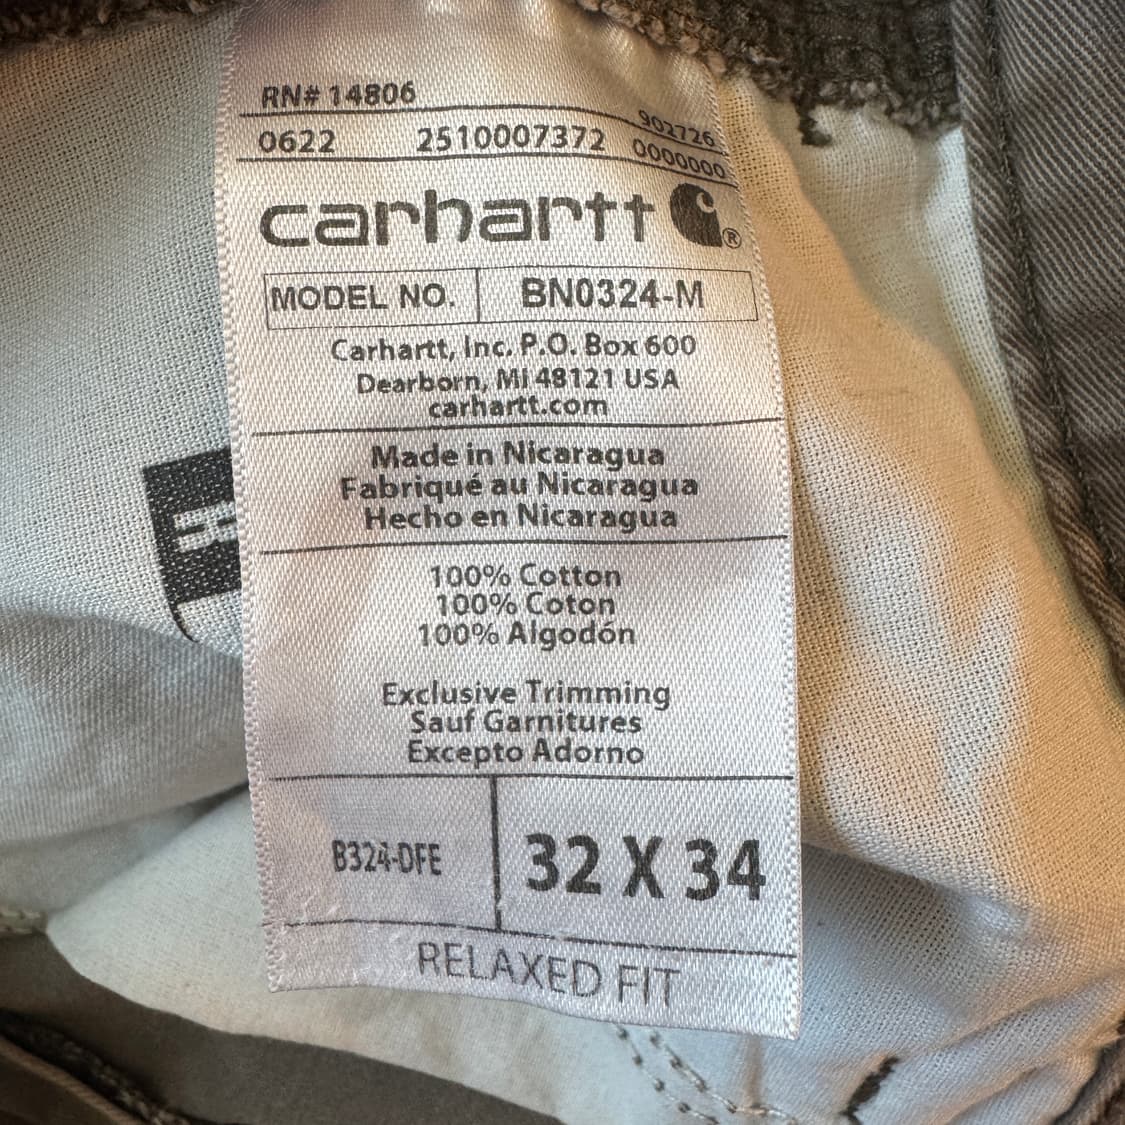 RN# 14806
0622 2510007372 902726
0000000
carhartt ®
MODEL NO. BN0324-M
Carhartt, Inc. P.O. Box 600
Dearborn, MI 48121 USA
carhartt.com
Made in Nicaragua
Fabriqué au Nicaragua
Hecho en Nicaragua
100% Cotton
100% Coton
100% Algodón
Exclusive Trimming
Sauf Garnitures
Excepto Adorno
B324-DFE 32 X 34
RELAXED FIT